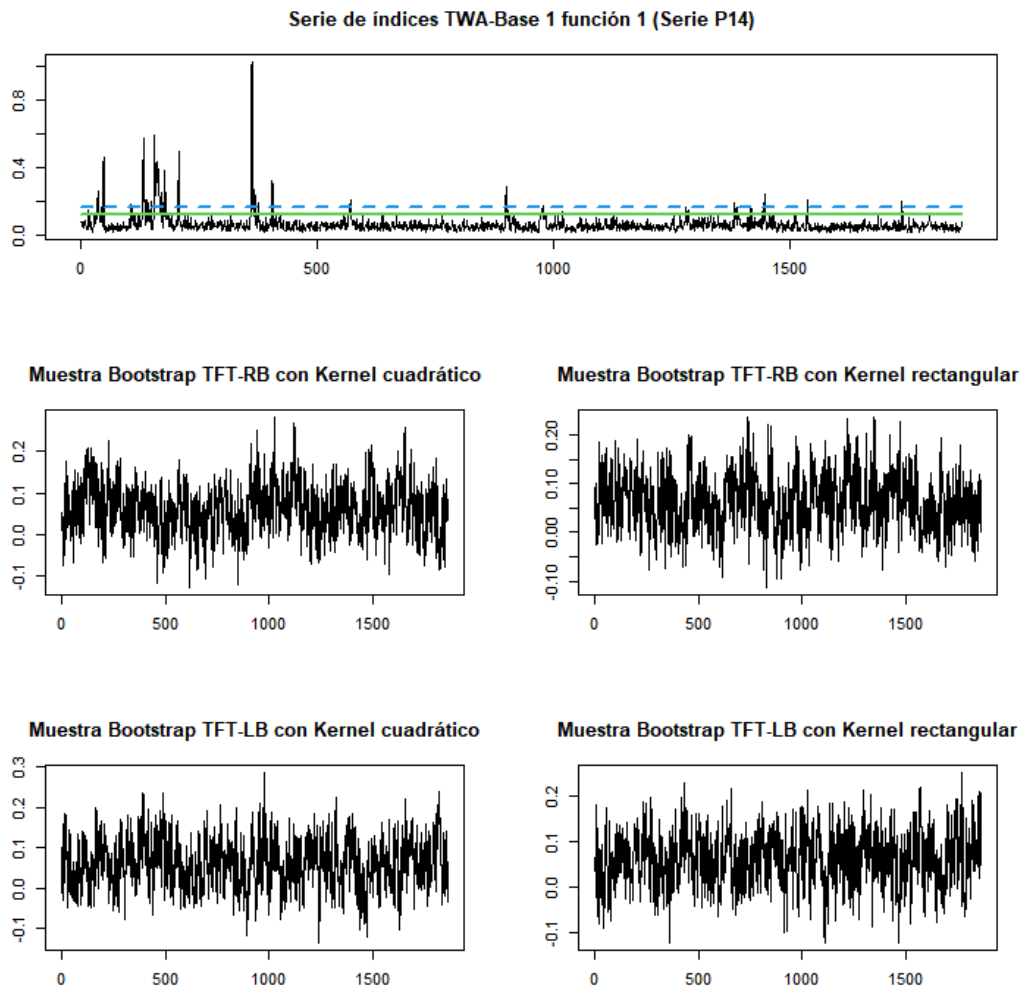 Serie de índices TWA-Base 1 función 1 (Serie P14)
0.8
0.4
0.0
0 500 1000 1500
Muestra Bootstrap TFT-RB con Kernel cuadrático
0.2
0.1
0.0
-0.1
0 500 1000 1500
Muestra Bootstrap TFT-RB con Kernel rectangular
0.20
0.10
0.00
-0.10
0 500 1000 1500
Muestra Bootstrap TFT-LB con Kernel cuadrático
0.3
0.2
0.1
0.0
-0.1
0 500 1000 1500
Muestra Bootstrap TFT-LB con Kernel rectangular
0.2
0.1
0.0
-0.1
0 500 1000 1500